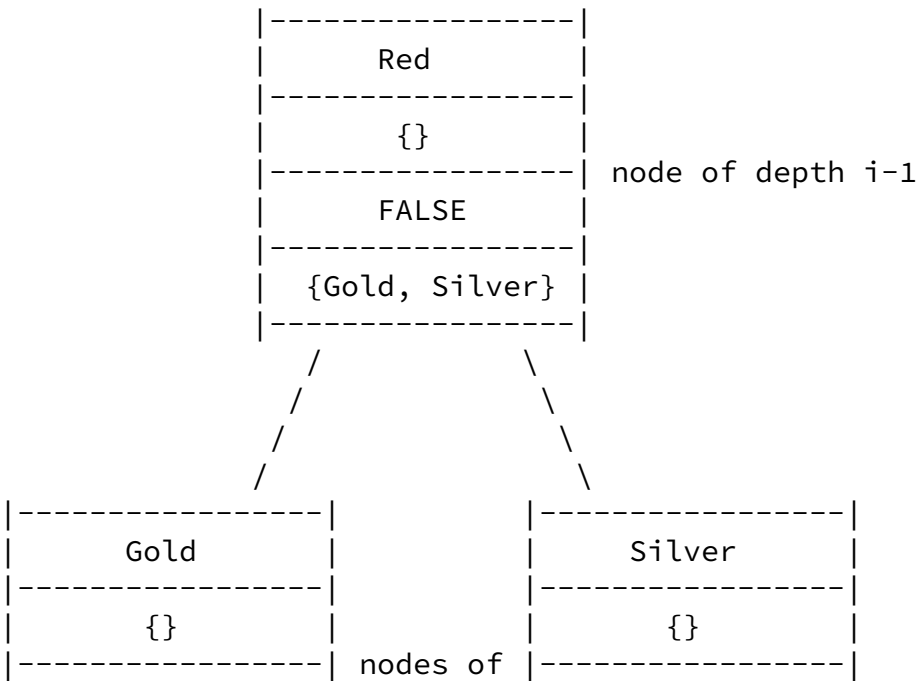 |-----------------|
| Red |
|-----------------|
| {} |
|-----------------| node of depth i-1
| FALSE |
|-----------------|
| {Gold, Silver} |
|-----------------|
/ \
/ \
/ \
/ \
|-----------------| |-----------------|
| Gold | | Silver |
|-----------------| |-----------------|
| {} | | {} |
|-----------------| nodes of |-----------------|